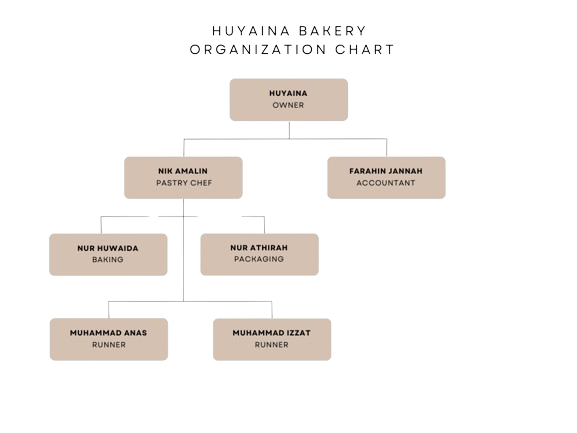 HUYAINA BAKERY
ORGANIZATION CHART
HUYAINA
OWNER
NIK AMALIN
PASTRY CHEF
FARAHIN JANNAH
ACCOUNTANT
NUR HUWAIDA
BAKING
NUR ATHIRAH
PACKAGING
MUHAMMAD ANAS
RUNNER
MUHAMMAD IZZAT
RUNNER